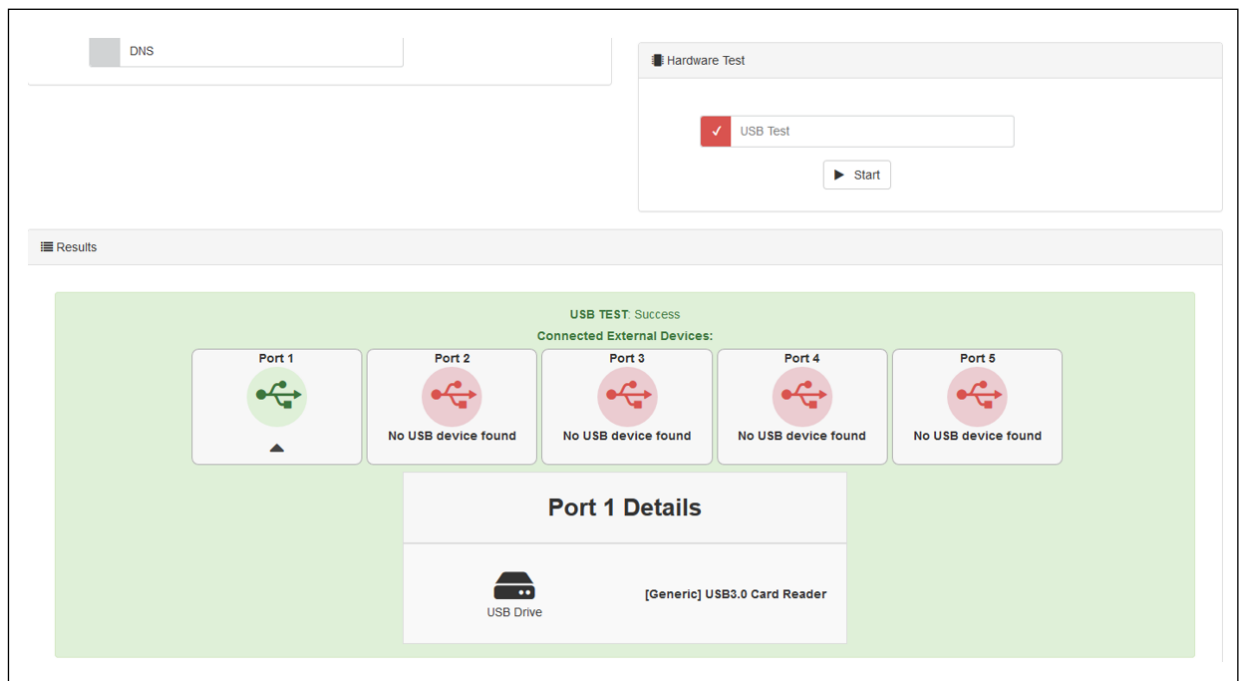 DNS
Hardware Test
USB Test
Start
Results
USB TEST: Success
Connected External Devices:
Port 1
Port 2
Port 3
Port 4
Port 5
No USB device found
No USB device found
No USB device found
No USB device found
Port 1 Details
USB Drive
[Generic] USB3.0 Card Reader